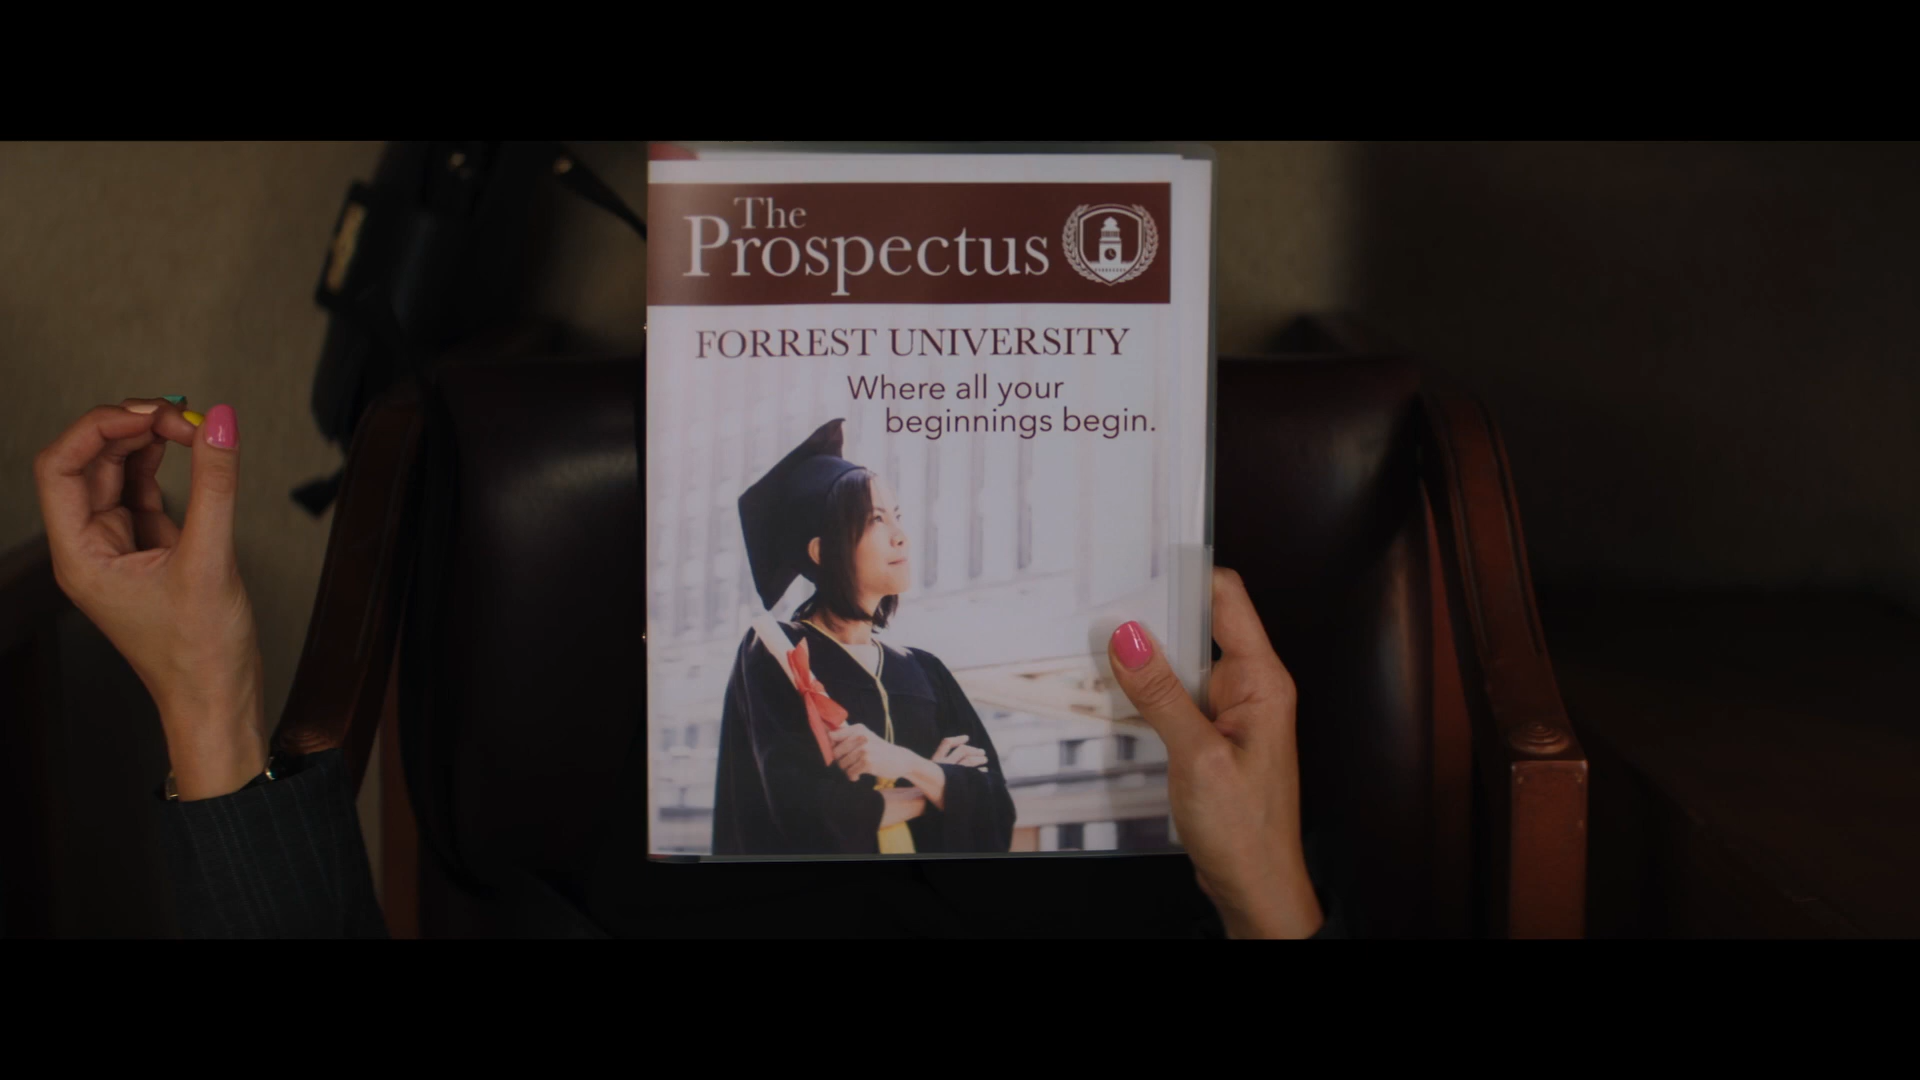 The
Prospectus
FORREST UNIVERSITY
Where all your
beginnings begin.